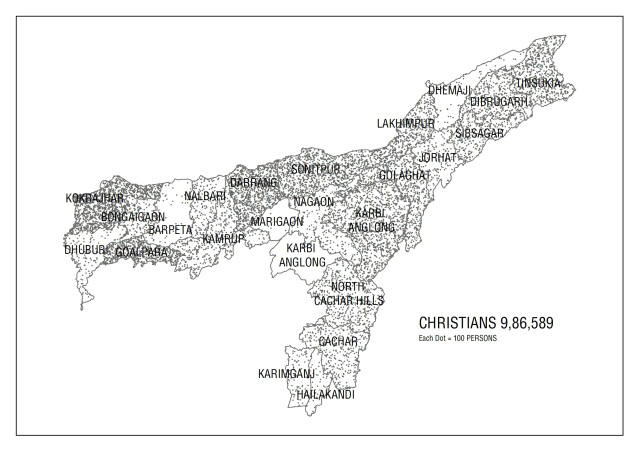 TINSUKIA
DHEMAJI
DIBRUGARH
LAKHIMPUR
SIBSAGAR
JORHAT
SONITPUR
GOLAGHAT
DARRANG
KOKRAJHAR
NALBARI
NAGAON
BONGAIGAON
KARBI
ANGLONG
MARIGAON
BARPETA
KAMRUP
DHUBURI
GOALPARA
KARBI
ANGLONG
NORTH
CACHAR HILLS
CHRISTIANS 9,86,589
Each Dot = 100 PERSONS
CACHAR
KARIMGANJ
HAILAKANDI